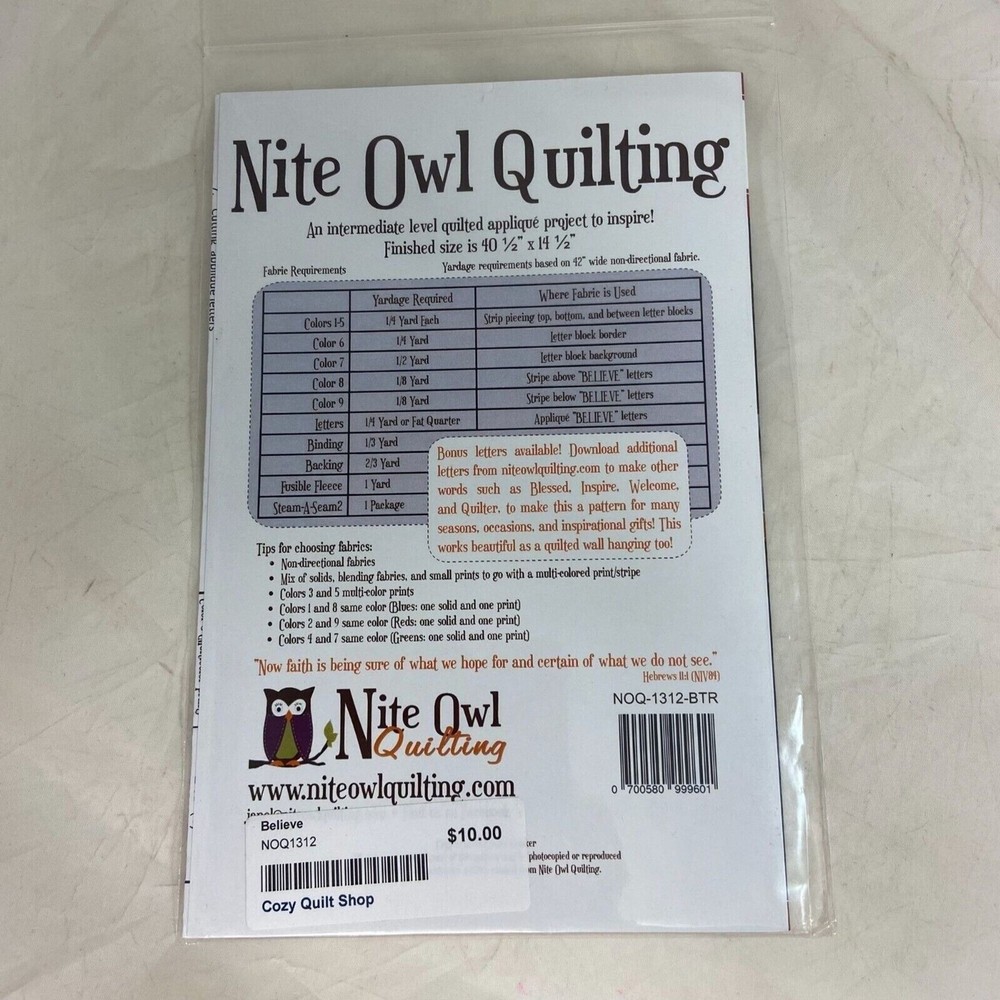 Nite Owl Quilting
An intermediate level quilted appliqué project to inspire!
Finished size is 40 ½" x 14 ½"
Fabric Requirements
Yardage requirements based on 42" wide non-directional fabric.
Yardage Required Where Fabric is Used
Colors 1-5 1/4 Yard Each Strip piecing top, bottom, and between letter blocks
Color 6 1/4 Yard Letter block border
Color 7 1/2 Yard Letter block background
Color 8 1/8 Yard Stripe above "BELIEVE" letters
Color 9 1/8 Yard Stripe below "BELIEVE" letters
Letters 1/4 Yard or Fat Quarter Appliqué "BELIEVE" letters
Binding 1/3 Yard
Backing 2/3 Yard
Fusible Fleece 1 Yard
Steam-A-Seam2 1 Package
Bonus letters available! Download additional
letters from niteowlquilting.com to make other
words such as Blessed, Inspire, Welcome,
and Quilter, to make this a pattern for many
seasons, occasions, and inspirational gifts! This
works beautiful as a quilted wall hanging too!
Tips for choosing fabrics:
• Non-directional fabrics
• Mix of solids, blending fabrics, and small prints to go with a multi-colored print/stripe
• Colors 3 and 5 multi-color prints
• Colors 1 and 8 same color (Blues: one solid and one print)
• Colors 2 and 9 same color (Reds: one solid and one print)
• Colors 4 and 7 same color (Greens: one solid and one print)
"Now faith is being sure of what we hope for and certain of what we do not see."
Hebrews 11:1 (NIV84)
Nite Owl
Quilting
www.niteowlquilting.com
NOQ-1312-BTR
0 700580 999601
Believe
NOQ1312
$10.00
Cozy Quilt Shop
photocopied or reproduced
Nite Owl Quilting.